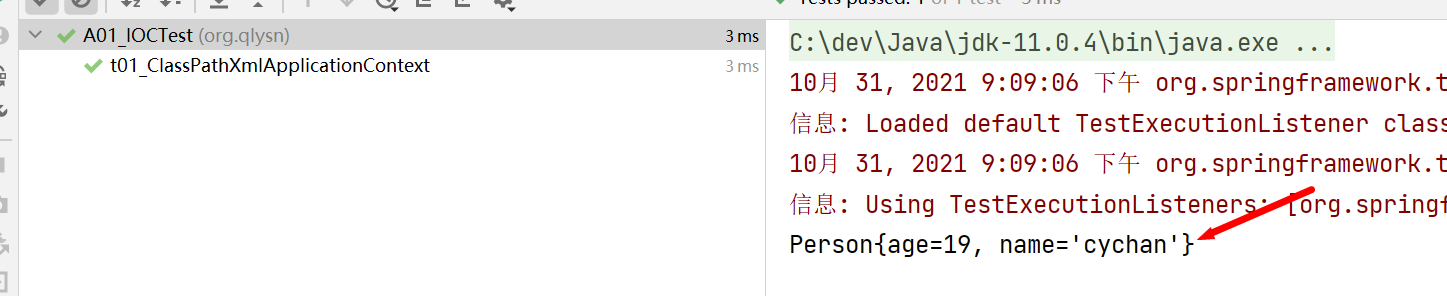 Tests passed: 1 of 1 test – 3 ms
A01_IOCTest (org.qlysn) 3 ms
t01_ClassPathXmlApplicationContext 3 ms
C:\dev\Java\jdk-11.0.4\bin\java.exe ...
10月 31, 2021 9:09:06 下午 org.springframework.t
信息: Loaded default TestExecutionListener class
10月 31, 2021 9:09:06 下午 org.springframework.t
信息: Using TestExecutionListeners: [org.springf
Person{age=19, name='cychan'}